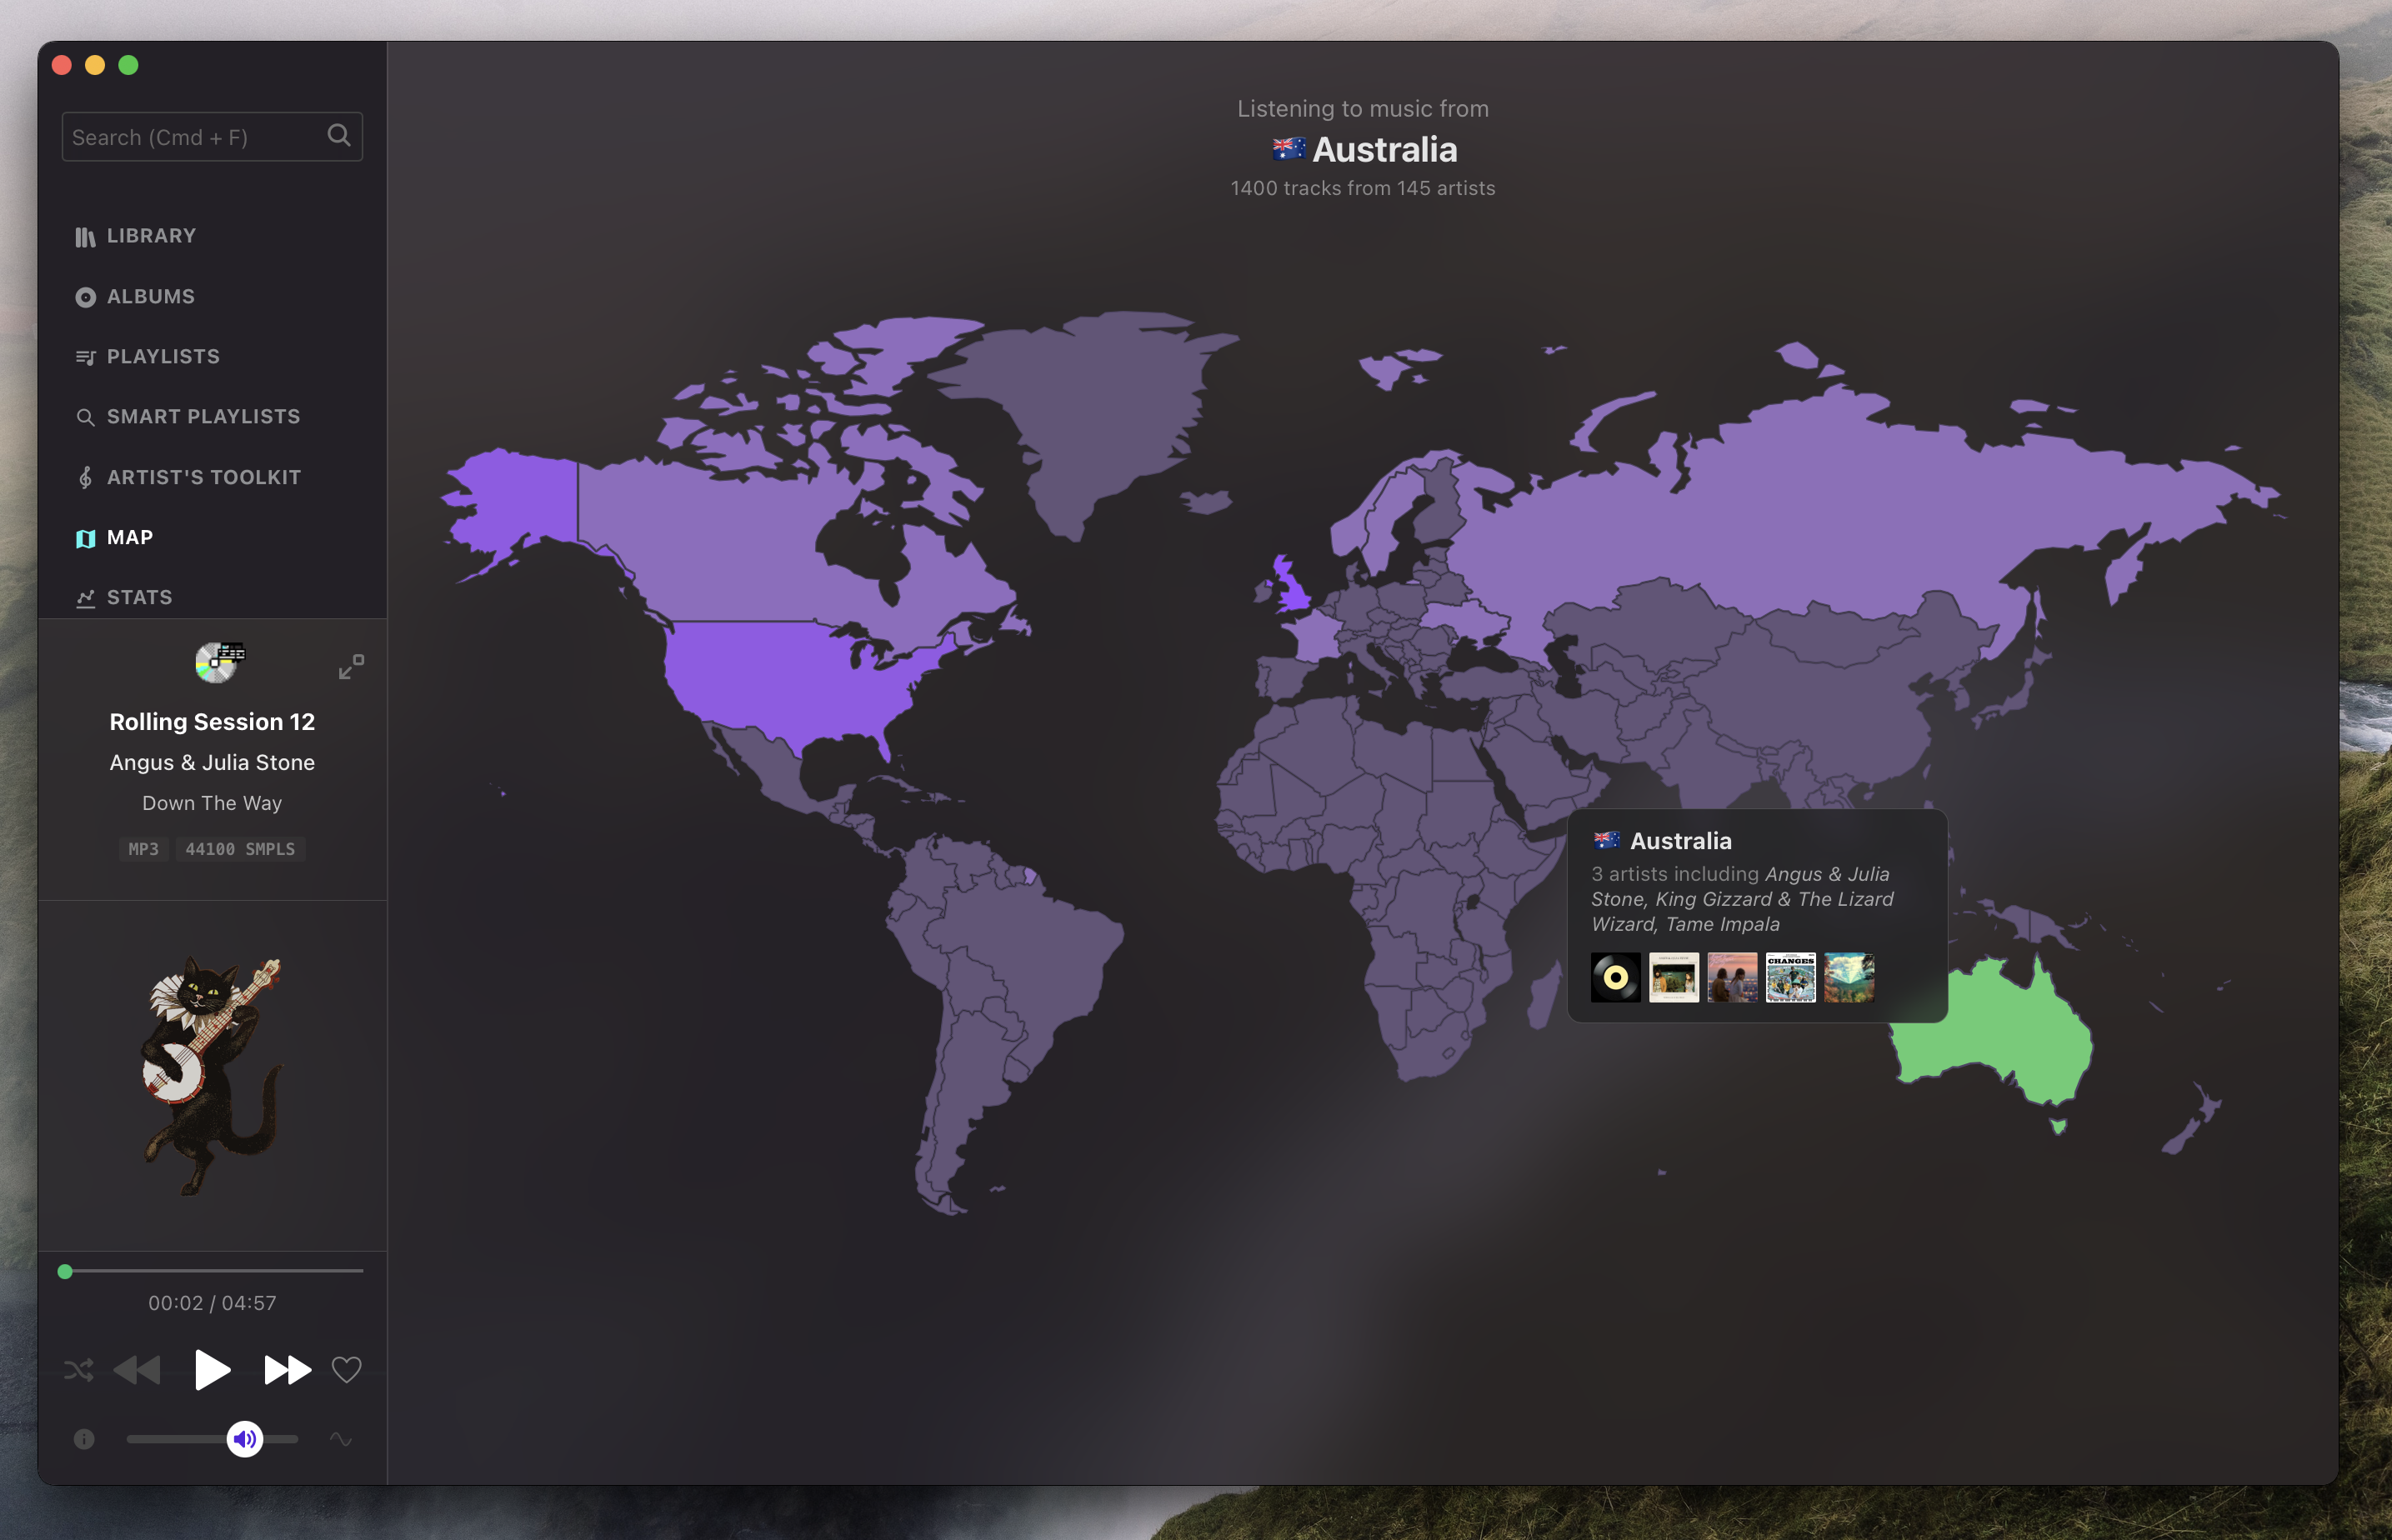 Search (Cmd + F)
LIBRARY
ALBUMS
PLAYLISTS
SMART PLAYLISTS
ARTIST'S TOOLKIT
MAP
STATS
Rolling Session 12
Angus & Julia Stone
Down The Way
MP3 44100 SMPLS
00:02 / 04:57
Listening to music from
Australia
1400 tracks from 145 artists
Australia
3 artists including Angus & Julia
Stone, King Gizzard & The Lizard
Wizard, Tame Impala
CHANGES